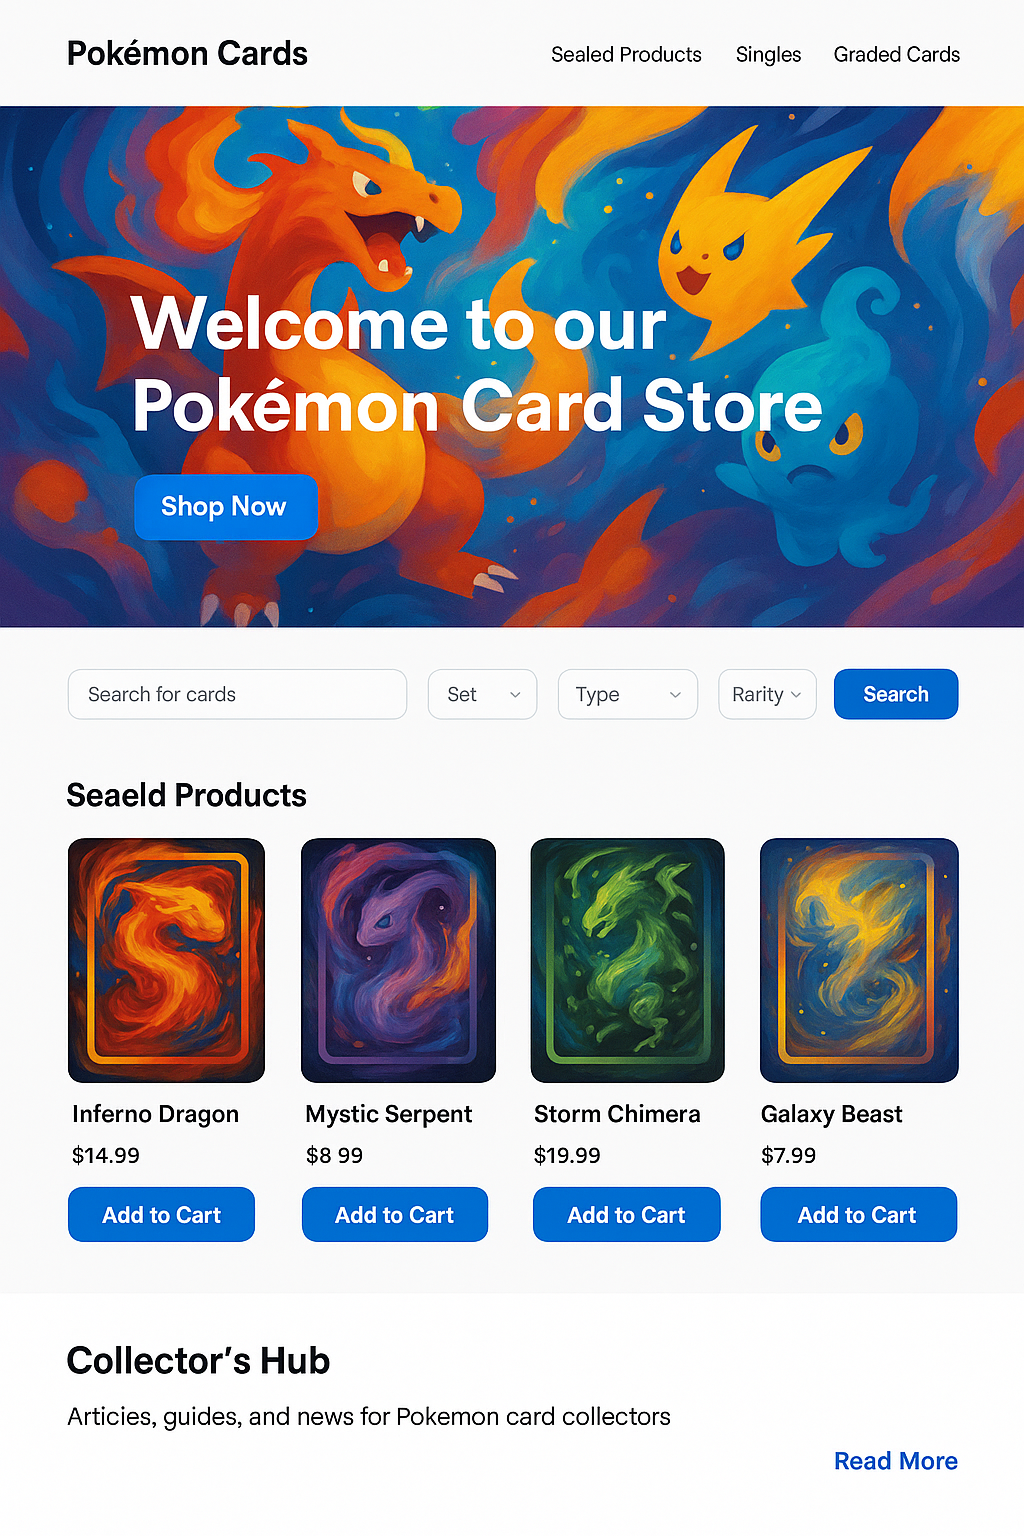 Pokémon Cards
Sealed Products Singles Graded Cards
Welcome to our
Pokémon Card Store
Shop Now
Search for cards Set Type Rarity Search
Seaeld Products
Inferno Dragon Mystic Serpent Storm Chimera Galaxy Beast
$14.99 $8 99 $19.99 $7.99
Add to Cart Add to Cart Add to Cart Add to Cart
Collector’s Hub
Articies, guides, and news for Pokemon card collectors
Read More